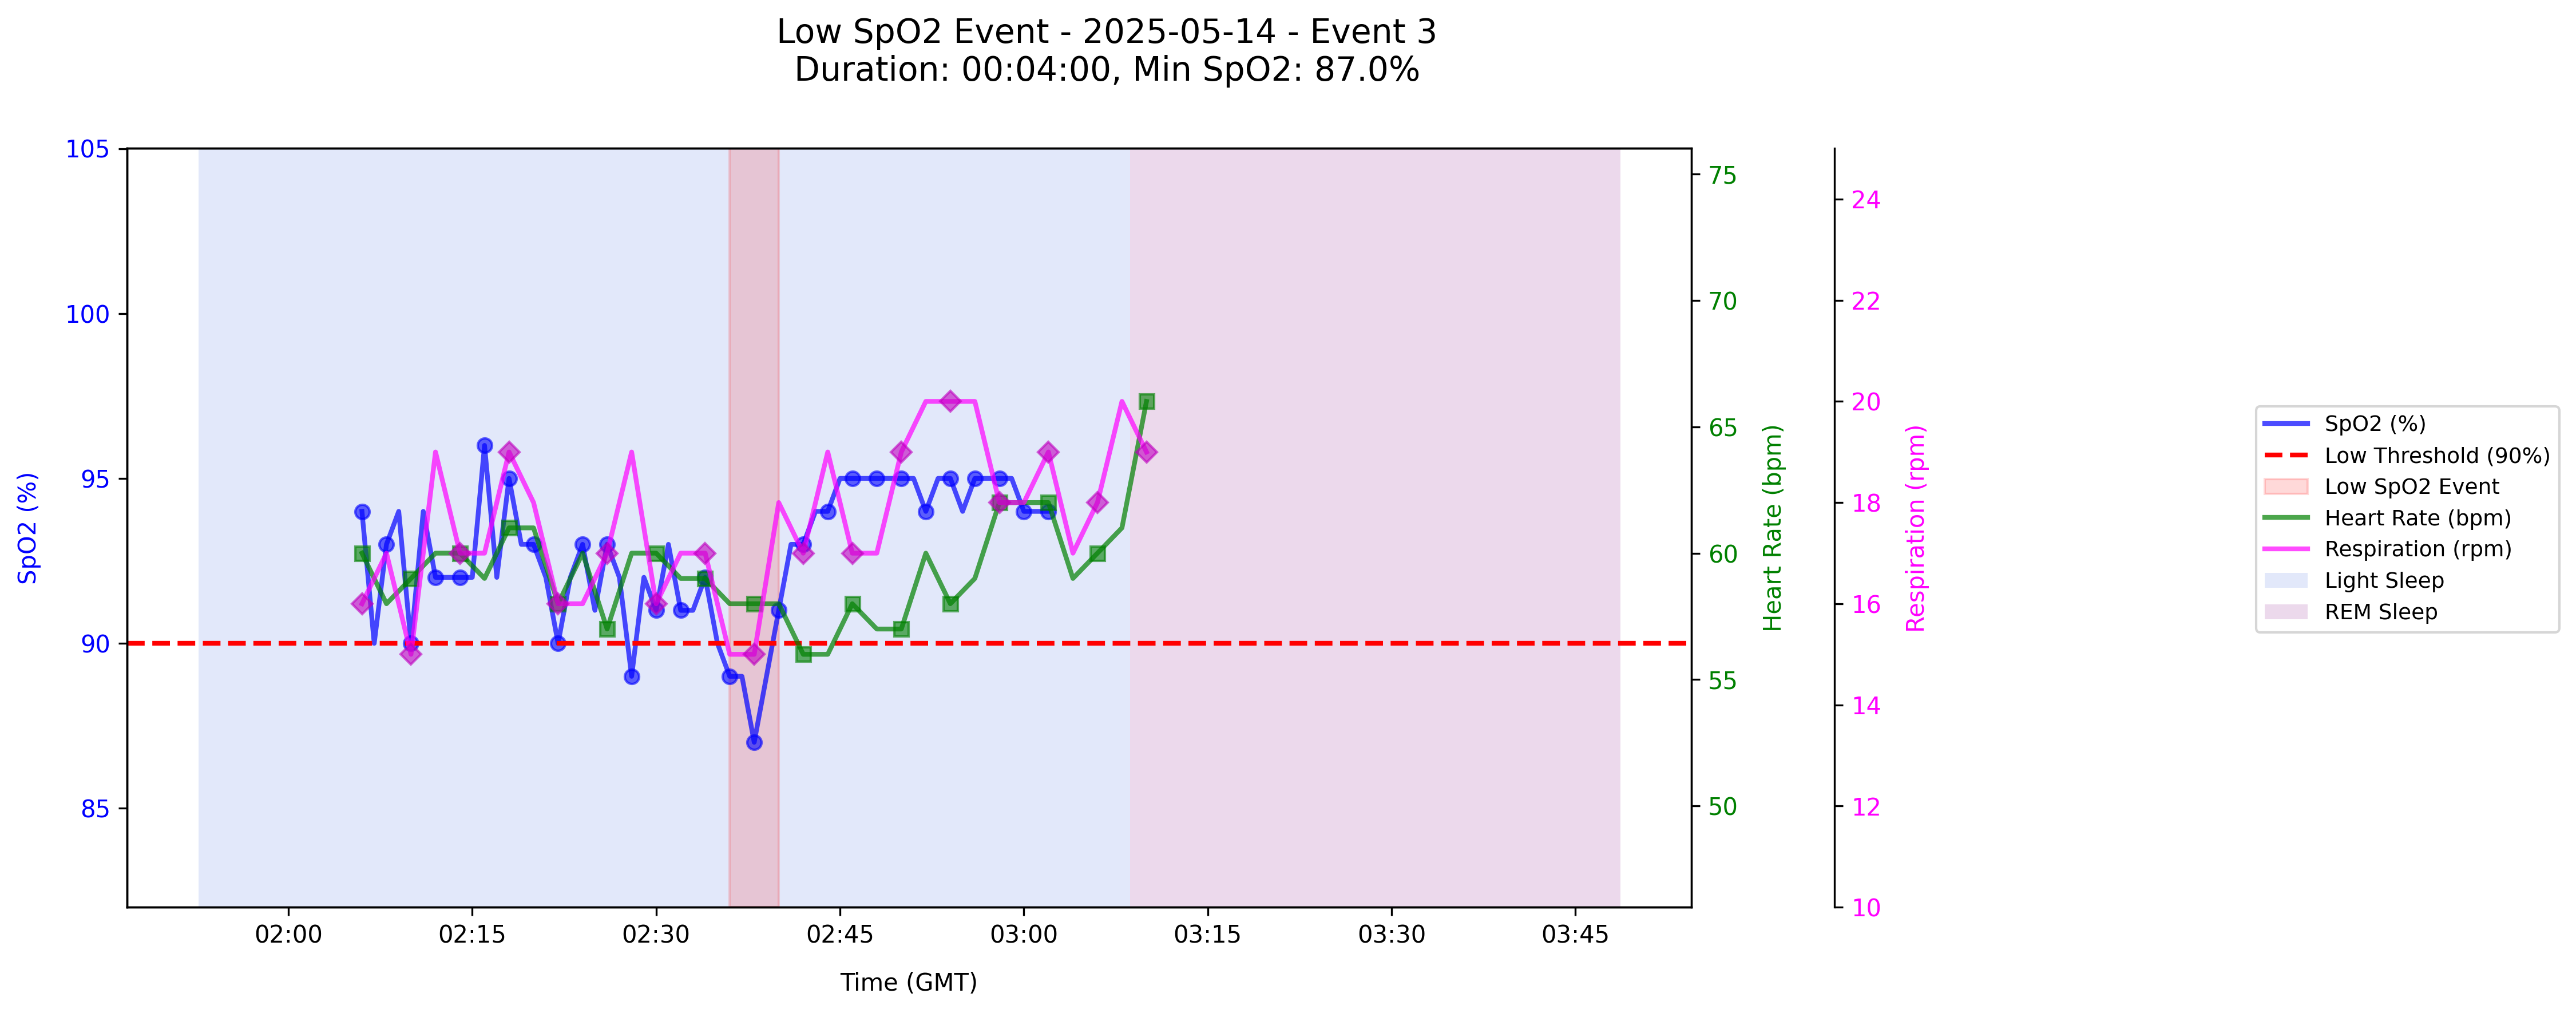 Low SpO2 Event - 2025-05-14 - Event 3
Duration: 00:04:00, Min SpO2: 87.0%
SpO2 (%)
105
100
95
90
85
02:00
02:15
02:30
02:45
03:00
03:15
03:30
03:45
Time (GMT)
75
70
65
60
55
50
Heart Rate (bpm)
24
22
20
18
16
14
12
10
Respiration (rpm)
SpO2 (%)
Low Threshold (90%)
Low SpO2 Event
Heart Rate (bpm)
Respiration (rpm)
Light Sleep
REM Sleep